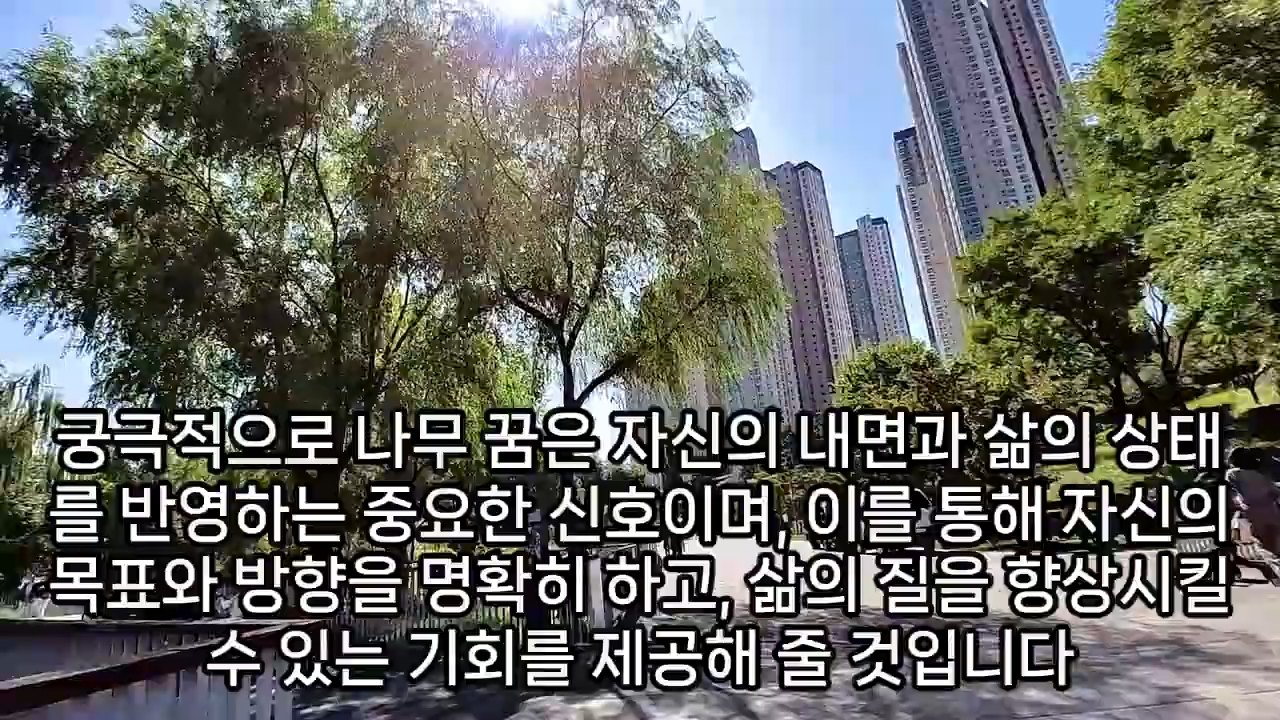 궁극적으로 나무 꿈은 자신의 내면과 삶의 상태
를 반영하는 중요한 신호이며, 이를 통해 자신의
목표와 방향을 명확히 하고, 삶의 질을 향상시킬
수 있는 기회를 제공해 줄 것입니다